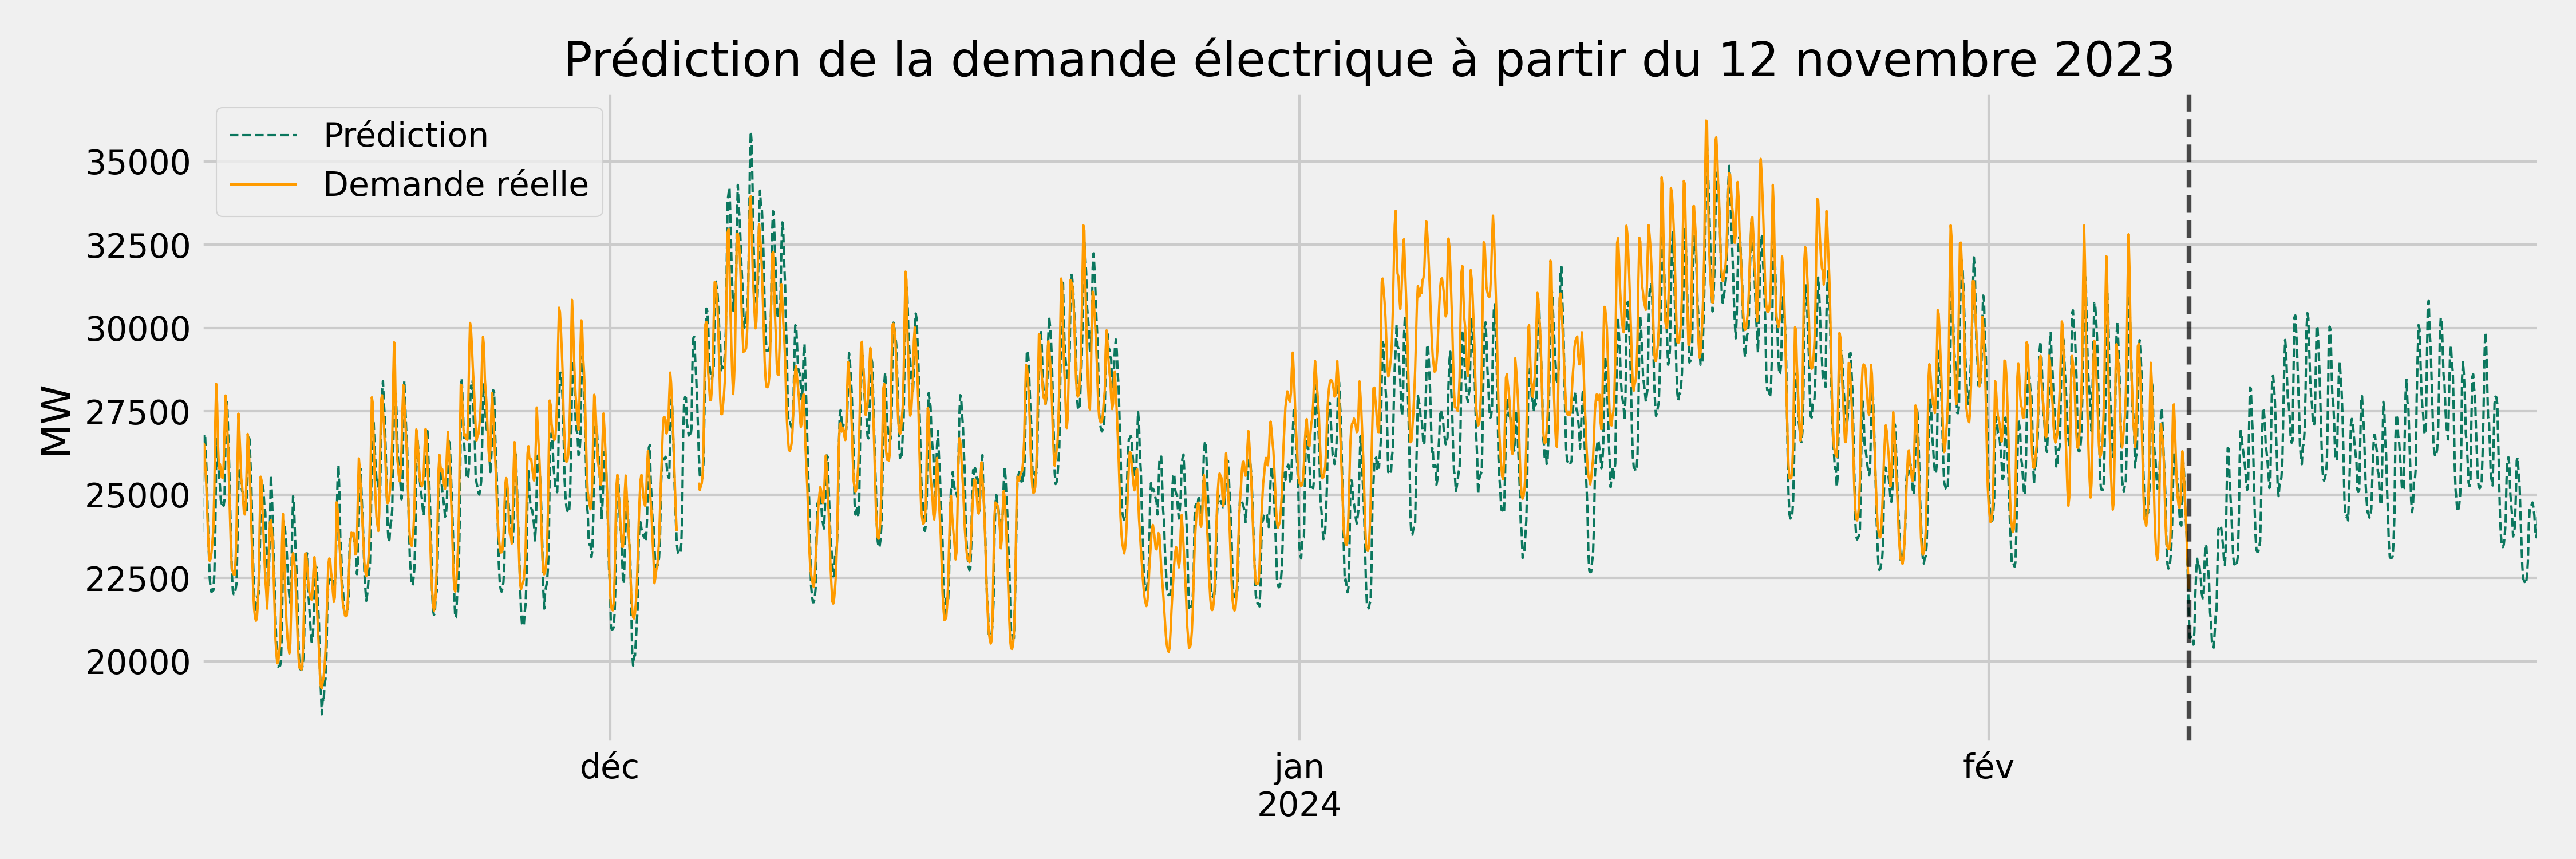 Prédiction de la demande électrique à partir du 12 novembre 2023
Prédiction
Demande réelle
MW
35000
32500
30000
27500
25000
22500
20000
déc
jan
2024
fév